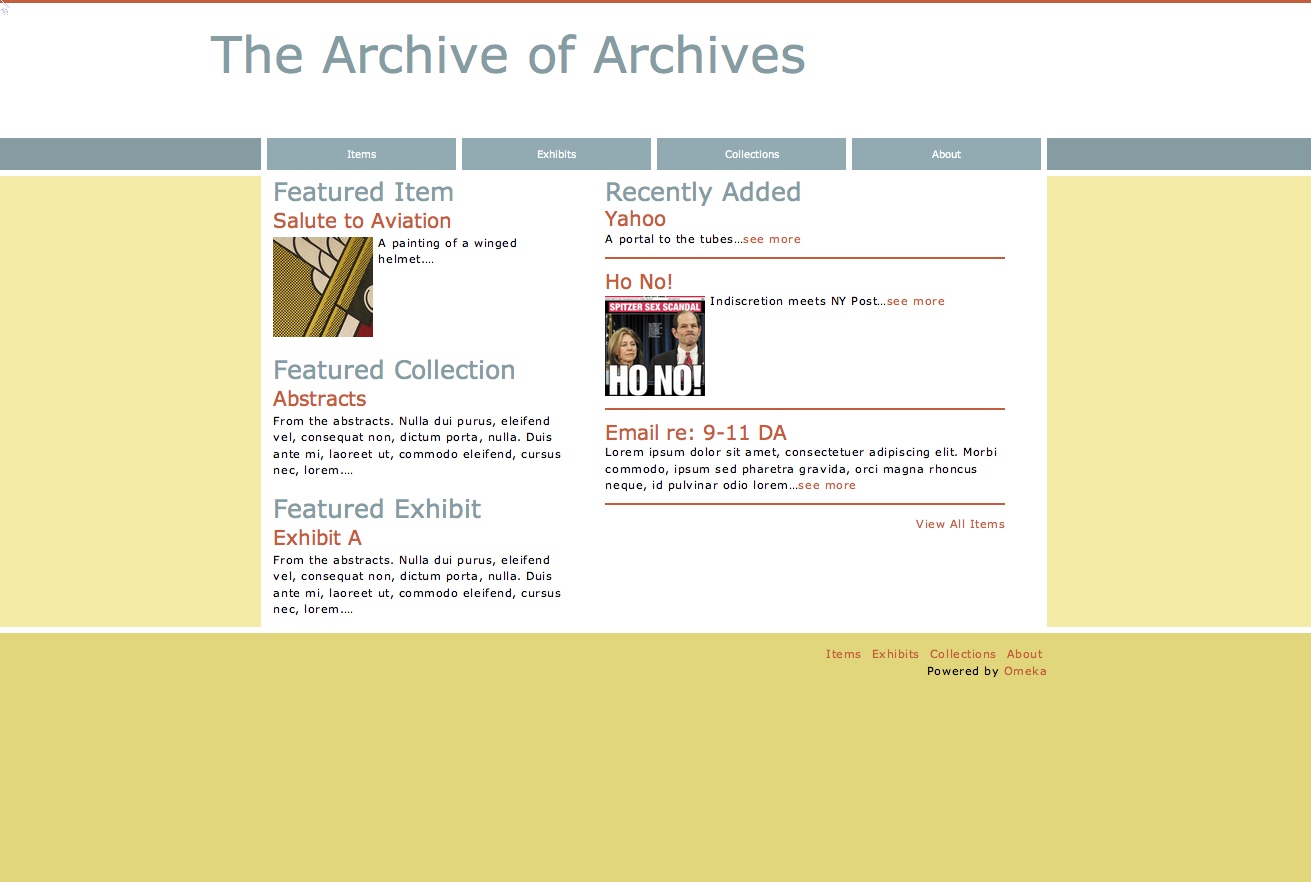 The Archive of Archives
Items
Exhibits
Collections
About
Featured Item
Salute to Aviation
A painting of a winged
helmet....
Featured Collection
Abstracts
From the abstracts. Nulla dui purus, eleifend
vel, consequat non, dictum porta, nulla. Duis
ante mi, laoreet ut, commodo eleifend, cursus
nec, lorem....
Featured Exhibit
Exhibit A
From the abstracts. Nulla dui purus, eleifend
vel, consequat non, dictum porta, nulla. Duis
ante mi, laoreet ut, commodo eleifend, cursus
nec, lorem....
Recently Added
Yahoo
A portal to the tubes…see more
Ho No!
SPITZER SEX SCANDAL
HO NO!
Indiscretion meets NY Post…see more
Email re: 9-11 DA
Lorem ipsum dolor sit amet, consectetuer adipiscing elit. Morbi
commodo, ipsum sed pharetra gravida, orci magna rhoncus
neque, id pulvinar odio lorem…see more
View All Items
Items Exhibits Collections About
Powered by Omeka